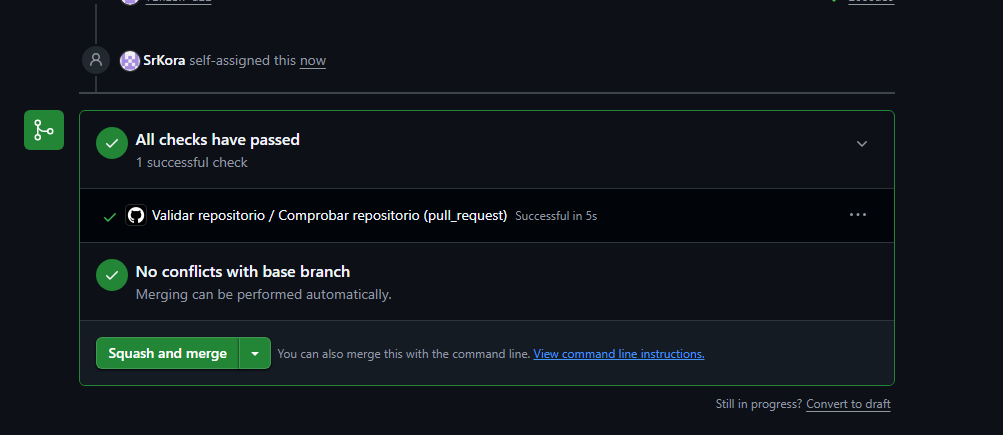 SrKora self-assigned this now
All checks have passed
1 successful check
Validar repositorio / Comprobar repositorio (pull_request) Successful in 5s
No conflicts with base branch
Merging can be performed automatically.
Squash and merge You can also merge this with the command line. View command line instructions.
Still in progress? Convert to draft